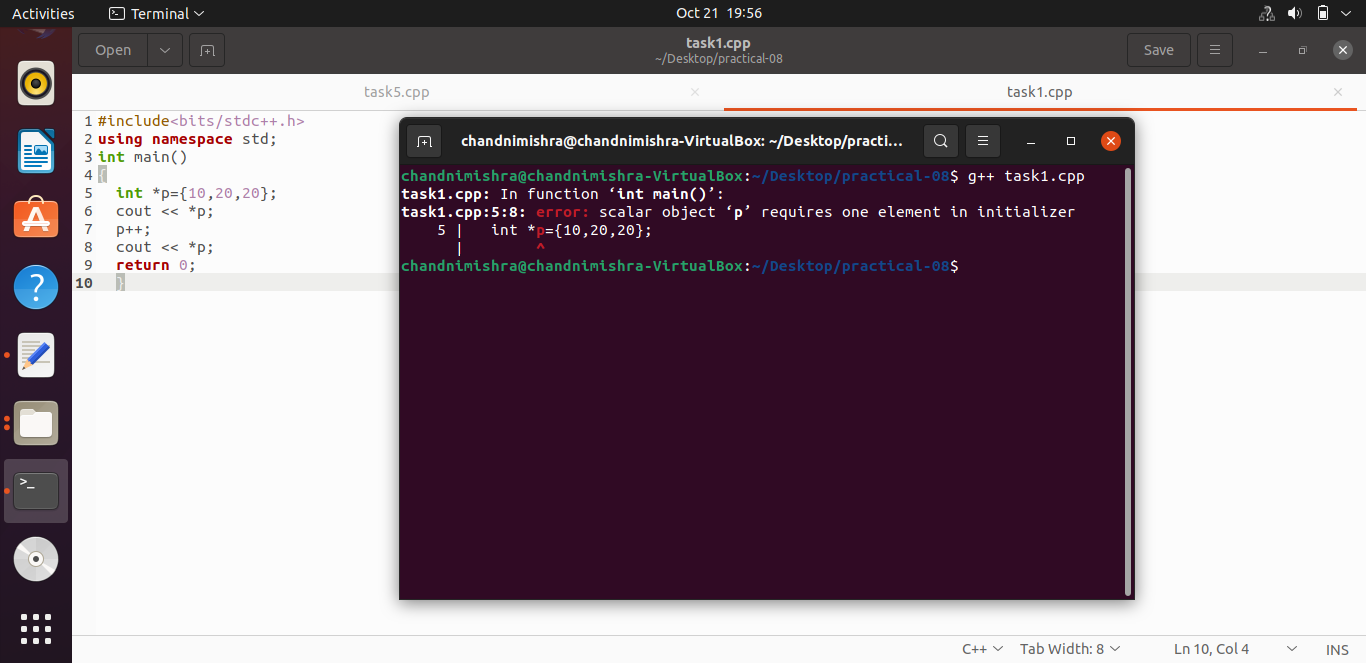 Activities
Terminal
Oct 21 19:56
Open
task1.cpp
~/Desktop/practical-08
Save
task5.cpp
task1.cpp
1 #include<bits/stdc++.h>
2 using namespace std;
3 int main()
4 {
5 int *p={10,20,20};
6 cout << *p;
7 p++;
8 cout << *p;
9 return 0;
10 }
chandnimishra@chandnimishra-VirtualBox: ~/Desktop/practi...
chandnimishra@chandnimishra-VirtualBox:~/Desktop/practical-08$ g++ task1.cpp
task1.cpp: In function ‘int main()’:
task1.cpp:5:8: error: scalar object ‘p’ requires one element in initializer
5 | int *p={10,20,20};
| ^
chandnimishra@chandnimishra-VirtualBox:~/Desktop/practical-08$
C++
Tab Width: 8
Ln 10, Col 4
INS